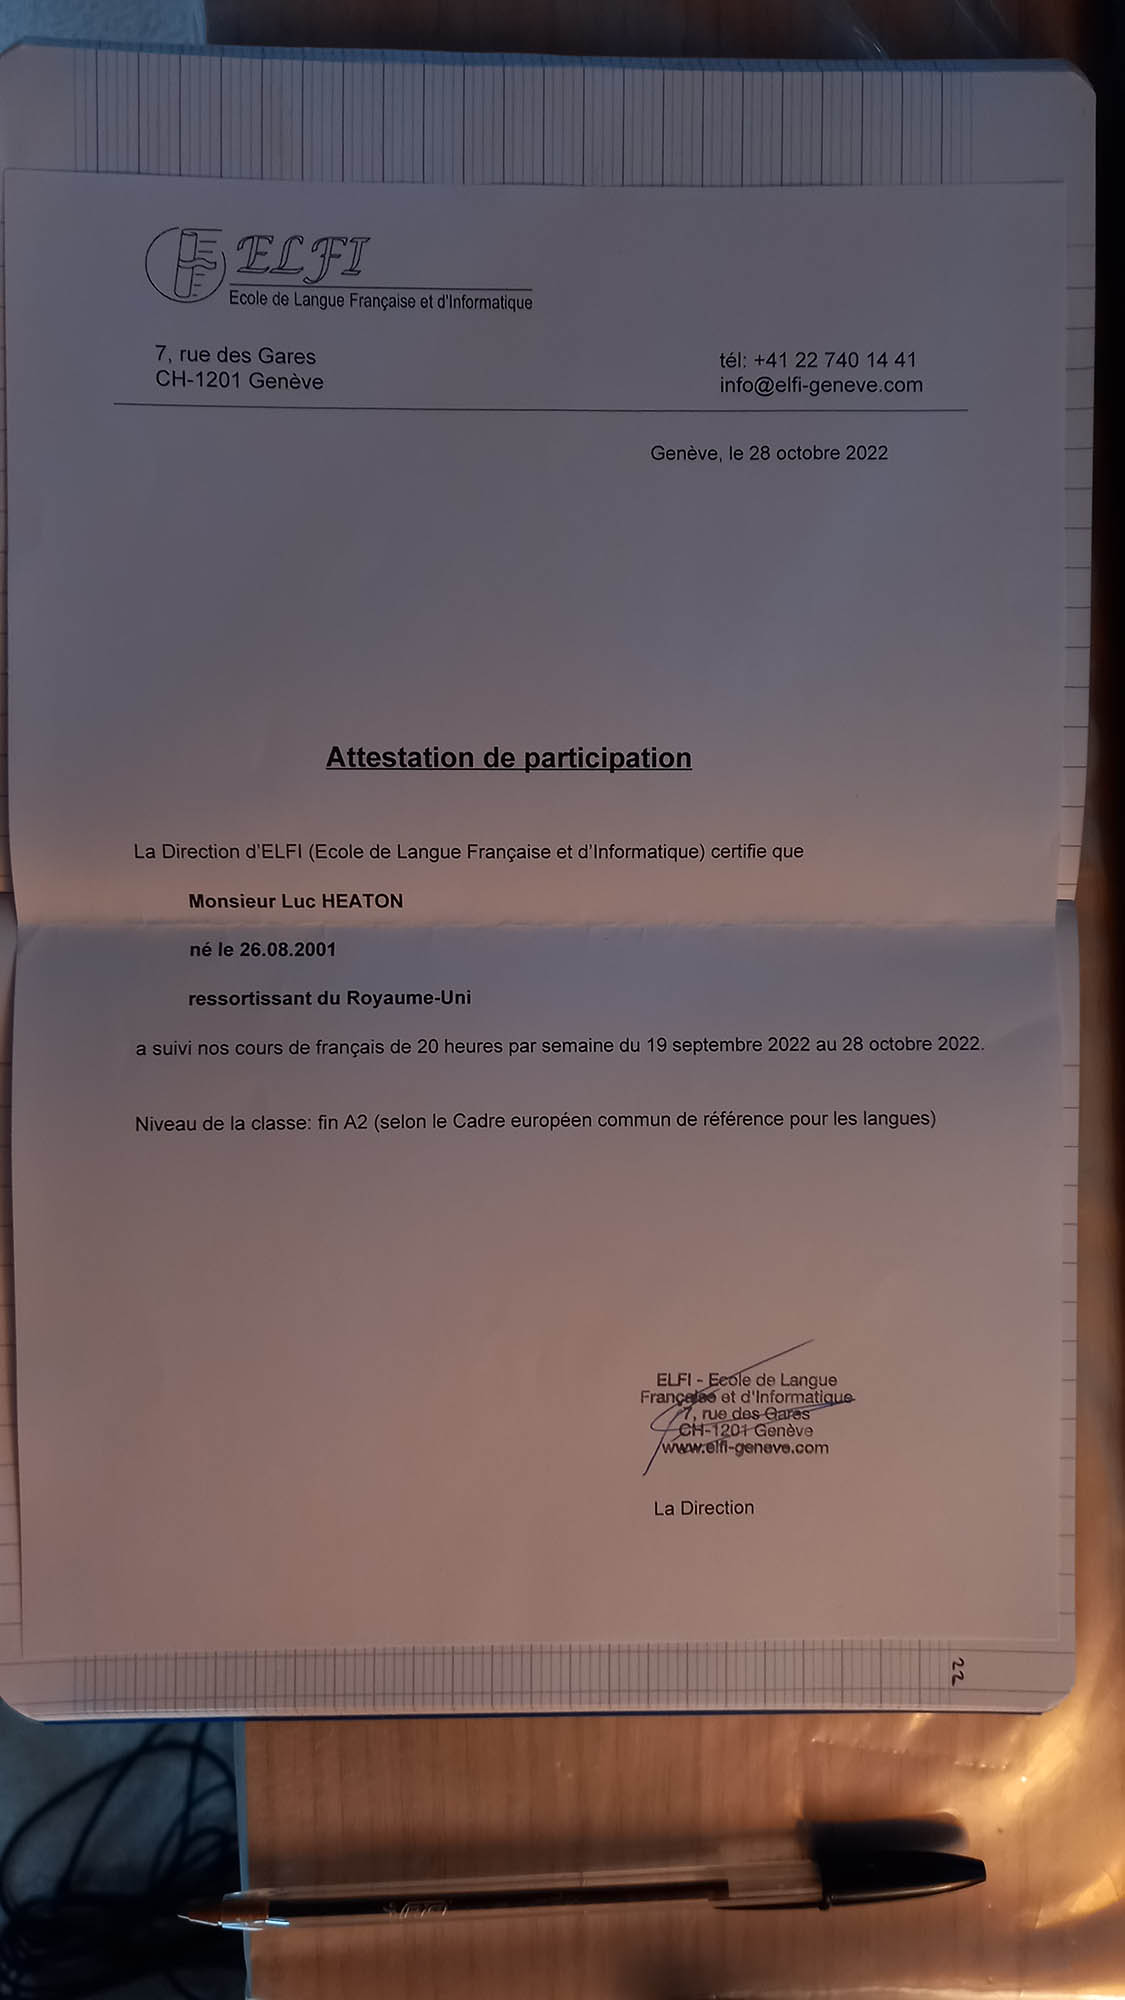 ELFI
Ecole de Langue Française et d'Informatique
7, rue des Gares
CH-1201 Genève
tél: +41 22 740 14 41
info@elfi-geneve.com
Genève, le 28 octobre 2022
Attestation de participation
La Direction d'ELFI (Ecole de Langue Française et d'Informatique) certifie que
Monsieur Luc HEATON
né le 26.08.2001
ressortissant du Royaume-Uni
a suivi nos cours de français de 20 heures par semaine du 19 septembre 2022 au 28 octobre 2022.
Niveau de la classe: fin A2 (selon le Cadre européen commun de référence pour les langues)
ELFI - Ecole de Langue
Française et d'Informatique
7, rue des Gares
CH-1201 Genève
www.elfi-geneve.com
La Direction
22